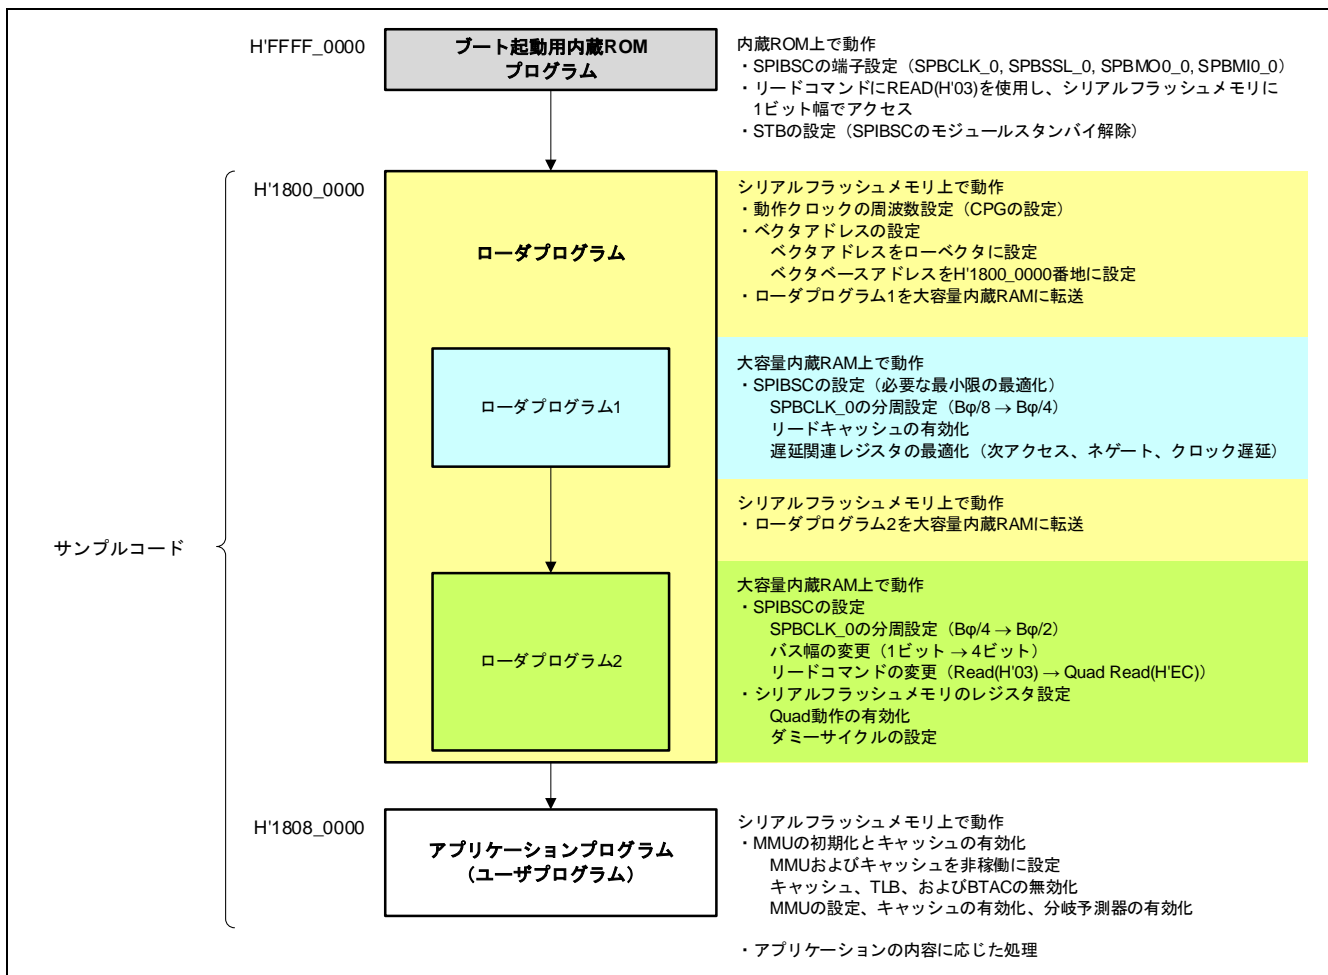 H'FFFF_0000
ブート起動用内蔵ROM
プログラム
内蔵ROM上で動作
・SPIBSCの端子設定（SPBCLK_0, SPBSSL_0, SPBMO0_0, SPBMI0_0）
・リードコマンドにREAD(H'03)を使用し、シリアルフラッシュメモリに
1ビット幅でアクセス
・STBの設定（SPIBSCのモジュールスタンバイ解除）
H'1800_0000
ローダプログラム
シリアルフラッシュメモリ上で動作
・動作クロックの周波数設定（CPGの設定）
・ベクタアドレスの設定
ベクタアドレスをローベクタに設定
ベクタベースアドレスをH'1800_0000番地に設定
・ローダプログラム1を大容量内蔵RAMに転送
ローダプログラム1
大容量内蔵RAM上で動作
・SPIBSCの設定（必要な最小限の最適化）
SPBCLK_0の分周設定（Bφ/8 → Bφ/4）
リードキャッシュの有効化
遅延関連レジスタの最適化（次アクセス、ネゲート、クロック遅延）
シリアルフラッシュメモリ上で動作
・ローダプログラム2を大容量内蔵RAMに転送
サンプルコード
ローダプログラム2
大容量内蔵RAM上で動作
・SPIBSCの設定
SPBCLK_0の分周設定（Bφ/4 → Bφ/2）
バス幅の変更（1ビット → 4ビット）
リードコマンドの変更（Read(H'03) → Quad Read(H'EC)）
・シリアルフラッシュメモリのレジスタ設定
Quad動作の有効化
ダミーサイクルの設定
H'1808_0000
アプリケーションプログラム
（ユーザプログラム）
シリアルフラッシュメモリ上で動作
・MMUの初期化とキャッシュの有効化
MMUおよびキャッシュを非稼働に設定
キャッシュ、TLB、およびBTACの無効化
MMUの設定、キャッシュの有効化、分岐予測器の有効化
・アプリケーションの内容に応じた処理